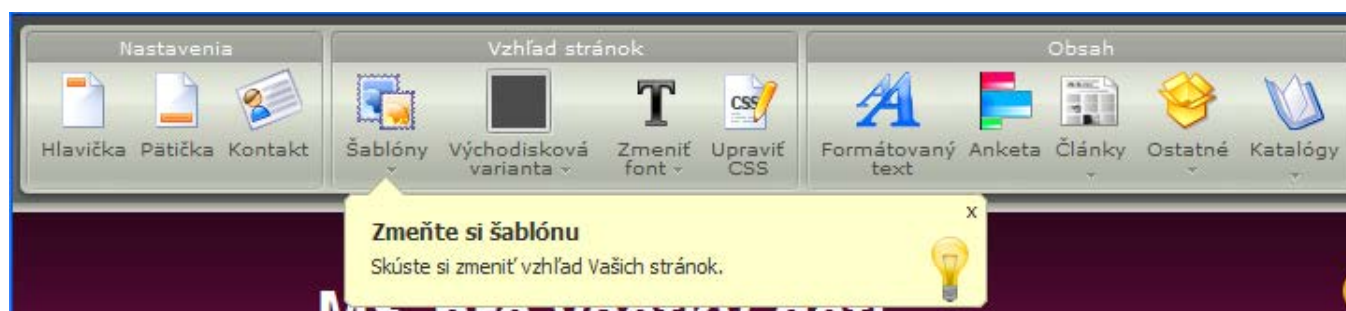 Nastavenia
Vzhľad stránok
Obsah
Hlavička Pätička Kontakt
Šablóny
Východisková varianta
Zmeniť font
CSS
Upraviť CSS
Formátovaný text
Anketa
Články
Ostatné
Katalógy
Zmeňte si šablónu
x
Skúste si zmeniť vzhľad Vašich stránok.